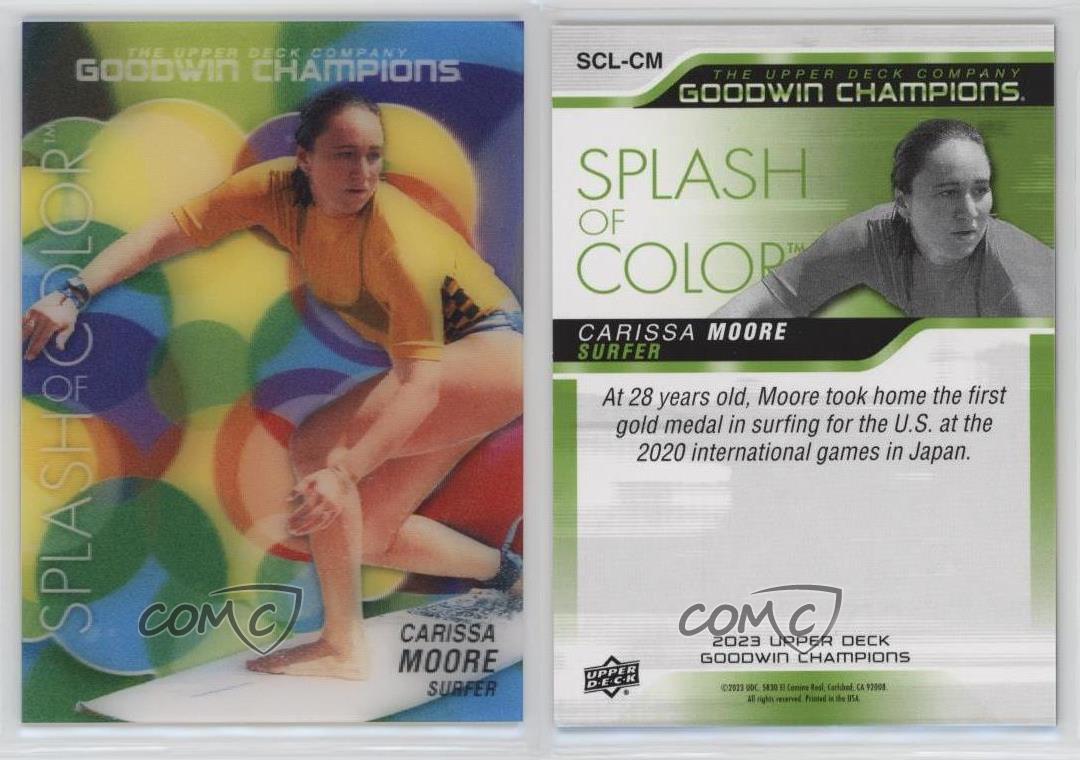 THE UPPER DECK COMPANY
GOODWIN CHAMPIONS
SPLASH OF COLOR™
COMC
CARISSA
MOORE
SURFER
SCL-CM
THE UPPER DECK COMPANY
GOODWIN CHAMPIONS®
SPLASH
OF
COLOR™
CARISSA MOORE
SURFER
At 28 years old, Moore took home the first
gold medal in surfing for the U.S. at the
2020 international games in Japan.
COMC
2023 UPPER DECK
GOODWIN CHAMPIONS
UPPER
D·E·C·K®
©2023 UDC, 5830 El Camino Real, Carlsbad, CA 92008.
All rights reserved. Printed in the USA.